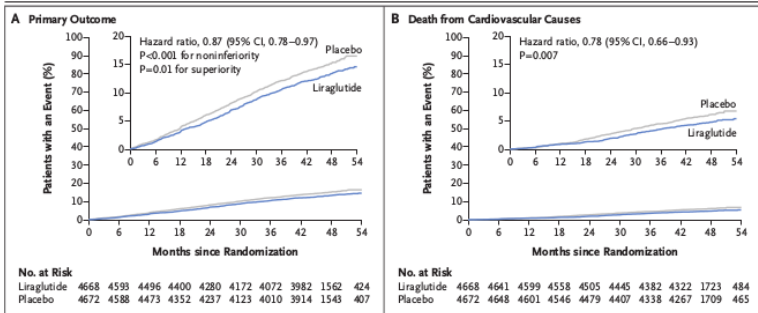 A Primary Outcome
Patients with an Event (%)
100
90
80
70
60
50
40
30
20
10
0
20
15
10
5
0
Hazard ratio, 0.87 (95% CI, 0.78–0.97)
P<0.001 for noninferiority
P=0.01 for superiority
Placebo
Liraglutide
0 6 12 18 24 30 36 42 48 54
0 6 12 18 24 30 36 42 48 54
Months since Randomization
No. at Risk
Liraglutide 4668 4593 4496 4400 4280 4172 4072 3982 1562 424
Placebo 4672 4588 4473 4352 4237 4123 4010 3914 1543 407
B Death from Cardiovascular Causes
Patients with an Event (%)
100
90
80
70
60
50
40
30
20
10
0
20
15
10
5
0
Hazard ratio, 0.78 (95% CI, 0.66–0.93)
P=0.007
Placebo
Liraglutide
0 6 12 18 24 30 36 42 48 54
0 6 12 18 24 30 36 42 48 54
Months since Randomization
No. at Risk
Liraglutide 4668 4641 4599 4558 4505 4445 4382 4322 1723 484
Placebo 4672 4648 4601 4546 4479 4407 4338 4267 1709 465